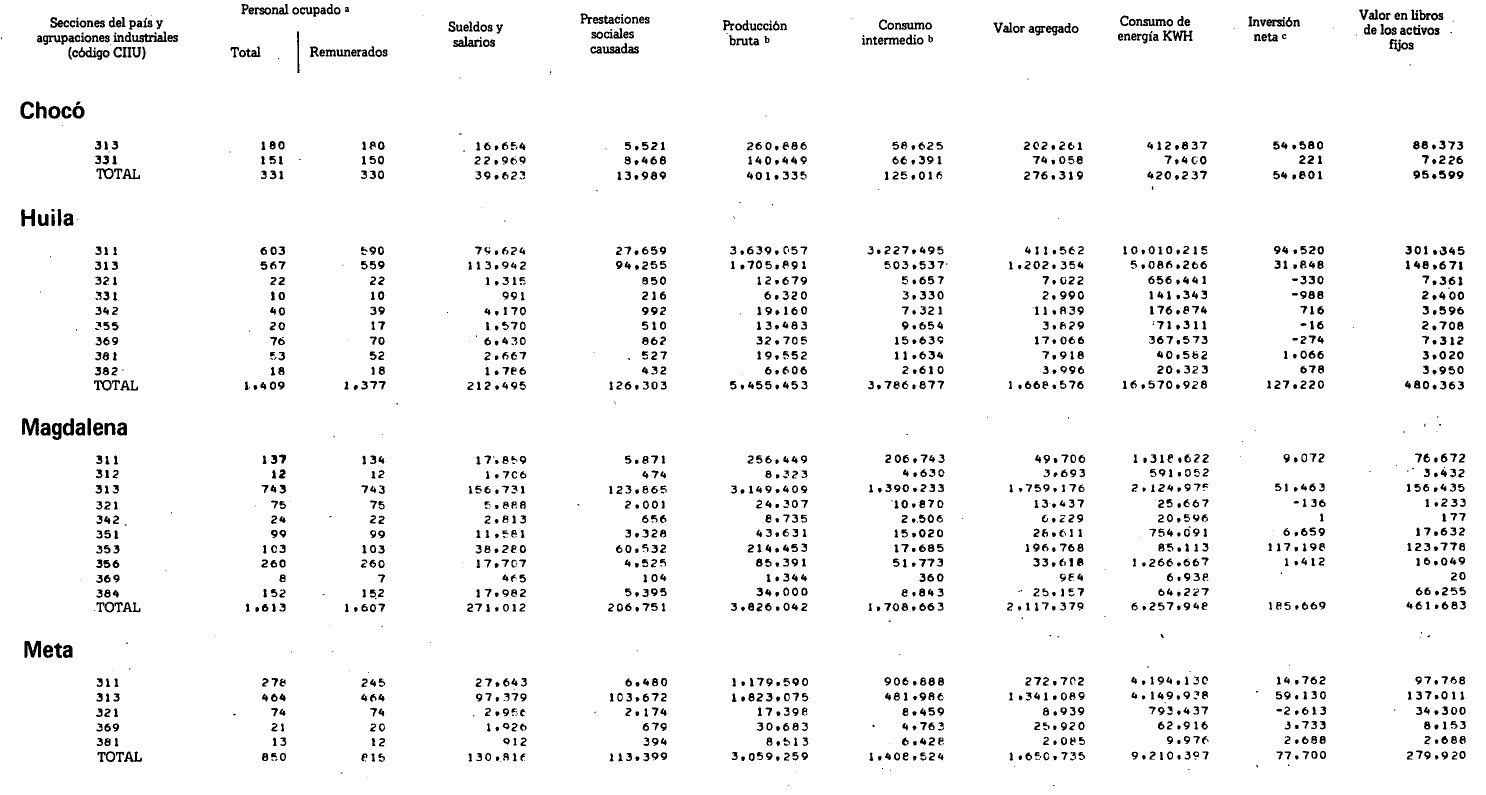 Secciones del país y agrupaciones industriales (código CIIU) Personal ocupado a Total Remunerados Sueldos y salarios Prestaciones sociales causadas Producción bruta b Consumo intermedio b Valor agregado Consumo de energía KWH Inversión neta c Valor en libros de los activos fijos
Chocó
313 180 180 16.654 5.521 260.886 58.625 202.261 412.837 54.580 88.373
331 151 150 22.969 8.468 140.449 66.391 74.058 7.400 221 7.226
TOTAL 331 330 39.623 13.989 401.335 125.016 276.319 420.237 54.801 95.599
Huila
311 603 590 79.624 27.659 3.639.057 3.227.495 411.562 10.010.215 94.520 301.345
313 567 559 113.942 94.255 1.705.891 503.537 1.202.354 5.086.266 31.848 148.671
321 22 22 1.315 850 12.679 5.657 7.022 656.441 -330 7.361
331 10 10 991 216 6.320 3.330 2.990 141.343 -988 2.400
342 40 39 4.170 992 19.160 7.321 11.839 176.874 716 3.596
355 20 17 1.570 510 13.483 9.654 3.829 71.311 -16 2.708
369 76 70 6.430 862 32.705 15.639 17.066 367.573 -274 7.312
381 53 52 2.667 527 19.552 11.634 7.918 40.582 1.066 3.020
382 18 18 1.786 432 6.606 2.610 3.996 20.323 678 3.950
TOTAL 1.409 1.377 212.495 126.303 5.455.453 3.786.877 1.668.576 16.570.928 127.220 480.363
Magdalena
311 137 134 17.859 5.871 256.449 206.743 49.706 1.318.622 9.072 76.672
312 12 12 1.706 474 8.323 4.630 3.693 591.052 3.432
313 743 743 156.731 123.865 3.149.409 1.390.233 1.759.176 2.124.975 51.463 156.435
321 75 75 5.888 2.001 24.307 10.870 13.437 25.667 -136 1.233
342 24 22 2.813 656 8.735 2.506 6.229 20.596 1 177
351 99 99 11.581 3.328 43.631 15.020 28.611 754.091 6.659 17.632
353 103 103 38.280 60.532 214.453 17.685 196.768 85.113 117.198 123.778
356 260 260 17.707 4.525 85.391 51.773 33.618 1.266.667 1.412 16.049
369 8 7 465 104 1.344 360 984 6.938 20
384 152 152 17.982 5.395 34.000 8.843 25.157 64.227 66.255
TOTAL 1.613 1.607 271.012 206.751 3.826.042 1.708.663 2.117.379 6.257.948 185.669 461.683
Meta
311 278 245 27.643 6.480 1.179.590 906.888 272.702 4.194.130 14.762 97.768
313 464 464 97.379 103.672 1.823.075 481.986 1.341.089 4.149.938 59.130 137.011
321 74 74 2.956 2.174 17.398 8.459 8.939 793.437 -2.613 34.300
369 21 20 1.926 679 30.683 4.763 25.920 62.916 3.733 8.153
381 13 12 912 394 8.513 6.428 2.085 9.976 2.688 2.688
TOTAL 850 815 130.816 113.399 3.059.259 1.408.524 1.650.735 9.210.397 77.700 279.920